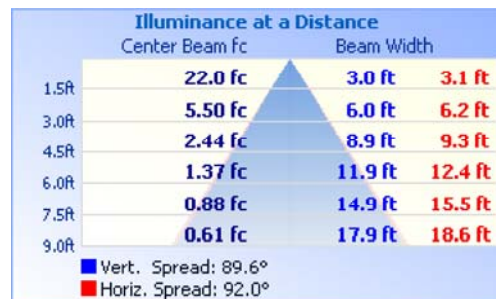 Illuminance at a Distance
Center Beam fc Beam Width
22.0 fc 3.0 ft 3.1 ft
1.5ft
5.50 fc 6.0 ft 6.2 ft
3.0ft
2.44 fc 8.9 ft 9.3 ft
4.5ft
1.37 fc 11.9 ft 12.4 ft
6.0ft
0.88 fc 14.9 ft 15.5 ft
7.5ft
0.61 fc 17.9 ft 18.6 ft
9.0ft
Vert. Spread: 89.6°
Horiz. Spread: 92.0°